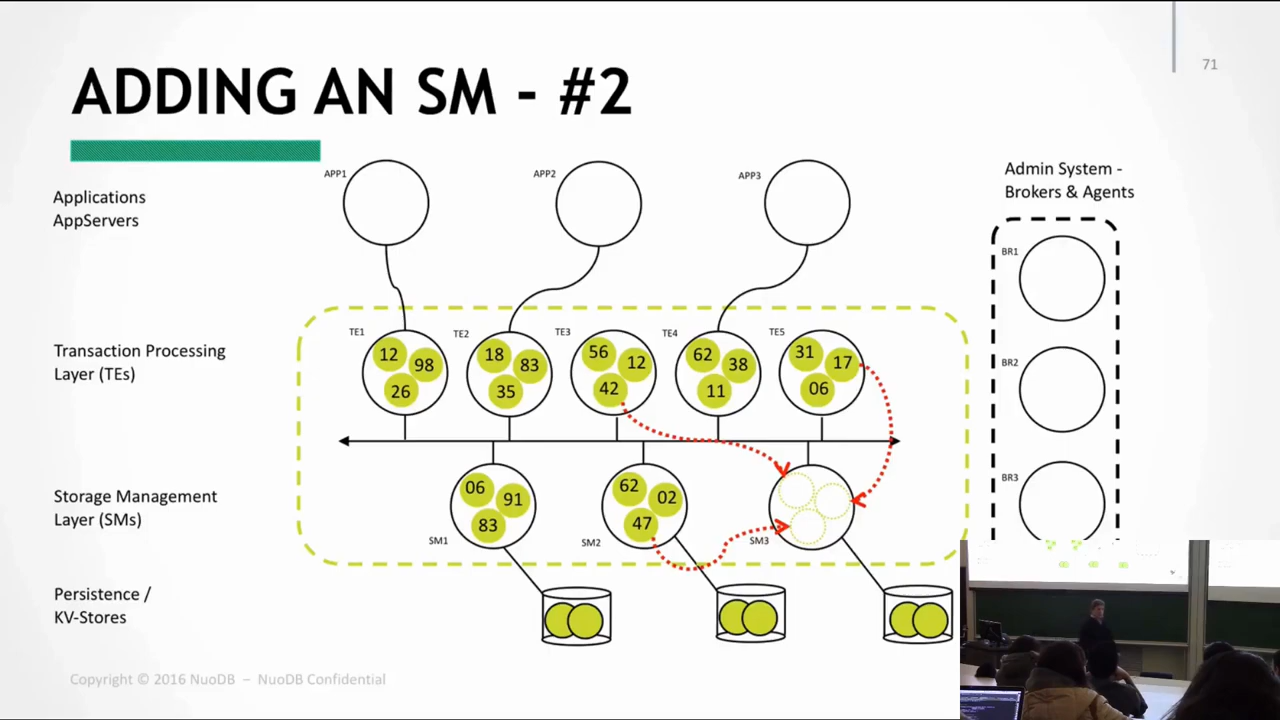 71
ADDING AN SM - #2
Applications
AppServers
APP1
APP2
APP3
Admin System -
Brokers & Agents
BR1
BR2
BR3
Transaction Processing
Layer (TEs)
TE1
12
98
26
TE2
18
83
35
TE3
56
12
42
TE4
62
38
11
TE5
31
17
06
Storage Management
Layer (SMs)
06
91
83
SM1
62
02
47
SM2
SM3
Persistence /
KV-Stores
Copyright © 2016 NuoDB – NuoDB Confidential